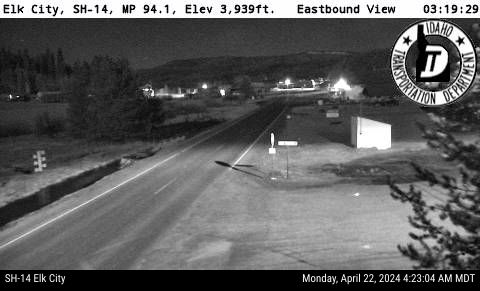 Elk City, SH-14, MP 94.1, Elev 3,939ft. Eastbound View 03:19:29
IDAHO
TRANSPORTATION DEPARTMENT
SH-14 Elk City Monday, April 22, 2024 4:23:04 AM MDT